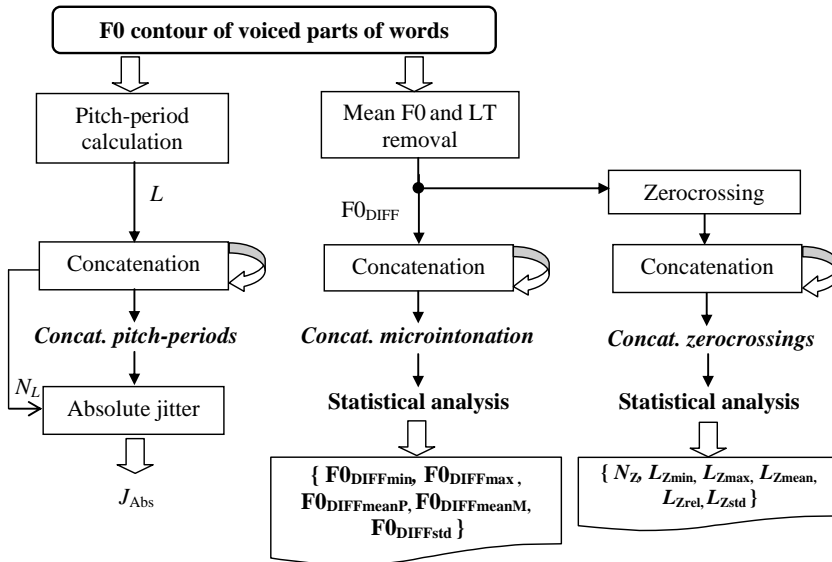 F0 contour of voiced parts of words
Pitch-period
calculation
Mean F0 and LT
removal
L
F0DIFF
Zerocrossing
Concatenation
Concatenation
Concatenation
Concat. pitch-periods
Concat. microintonation
Concat. zerocrossings
NL
Absolute jitter
Statistical analysis
Statistical analysis
JAbs
{ F0DIFFmin, F0DIFFmax ,
F0DIFFmeanP, F0DIFFmeanM,
F0DIFFstd }
{ NZ, LZmin, LZmax, LZmean,
LZrel, LZstd }